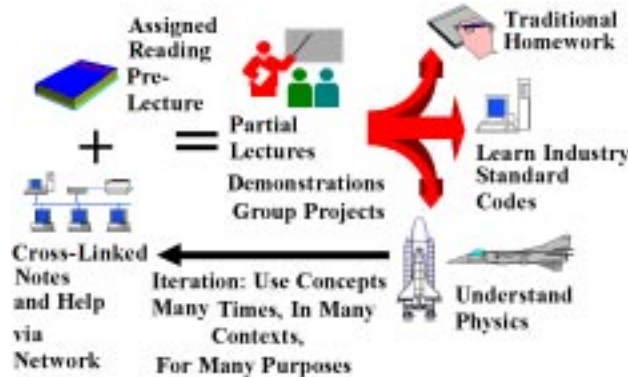 Assigned
Reading
Pre-
Lecture
+
=
Partial
Lectures
Demonstrations
Group Projects
Traditional
Homework
Learn Industry
Standard
Codes
Understand
Physics
Iteration: Use Concepts
Many Times, In Many
Contexts,
For Many Purposes
Cross-Linked
Notes
and Help
via
Network